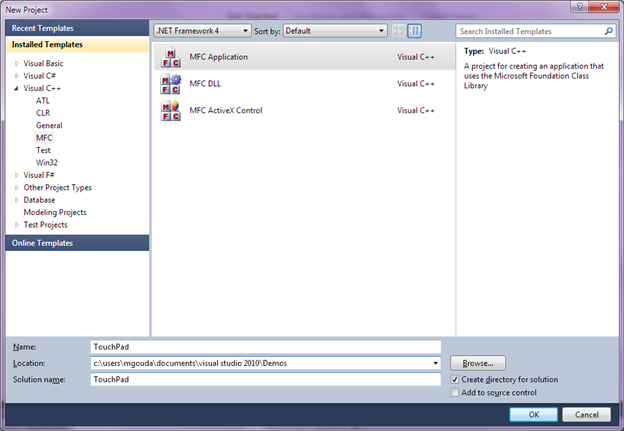 New Project
Recent Templates
Installed Templates
Visual Basic
Visual C#
Visual C++
ATL
CLR
General
MFC
Test
Win32
Visual F#
Other Project Types
Database
Modeling Projects
Test Projects
Online Templates
.NET Framework 4 Sort by: Default
MFC Application Visual C++
MFC DLL Visual C++
MFC ActiveX Control Visual C++
Search Installed Templates
Type: Visual C++
A project for creating an application that
uses the Microsoft Foundation Class
Library
Name: TouchPad
Location: c:\users\mgouda\documents\visual studio 2010\Demos Browse...
Solution name: TouchPad
Create directory for solution
Add to source control
OK Cancel